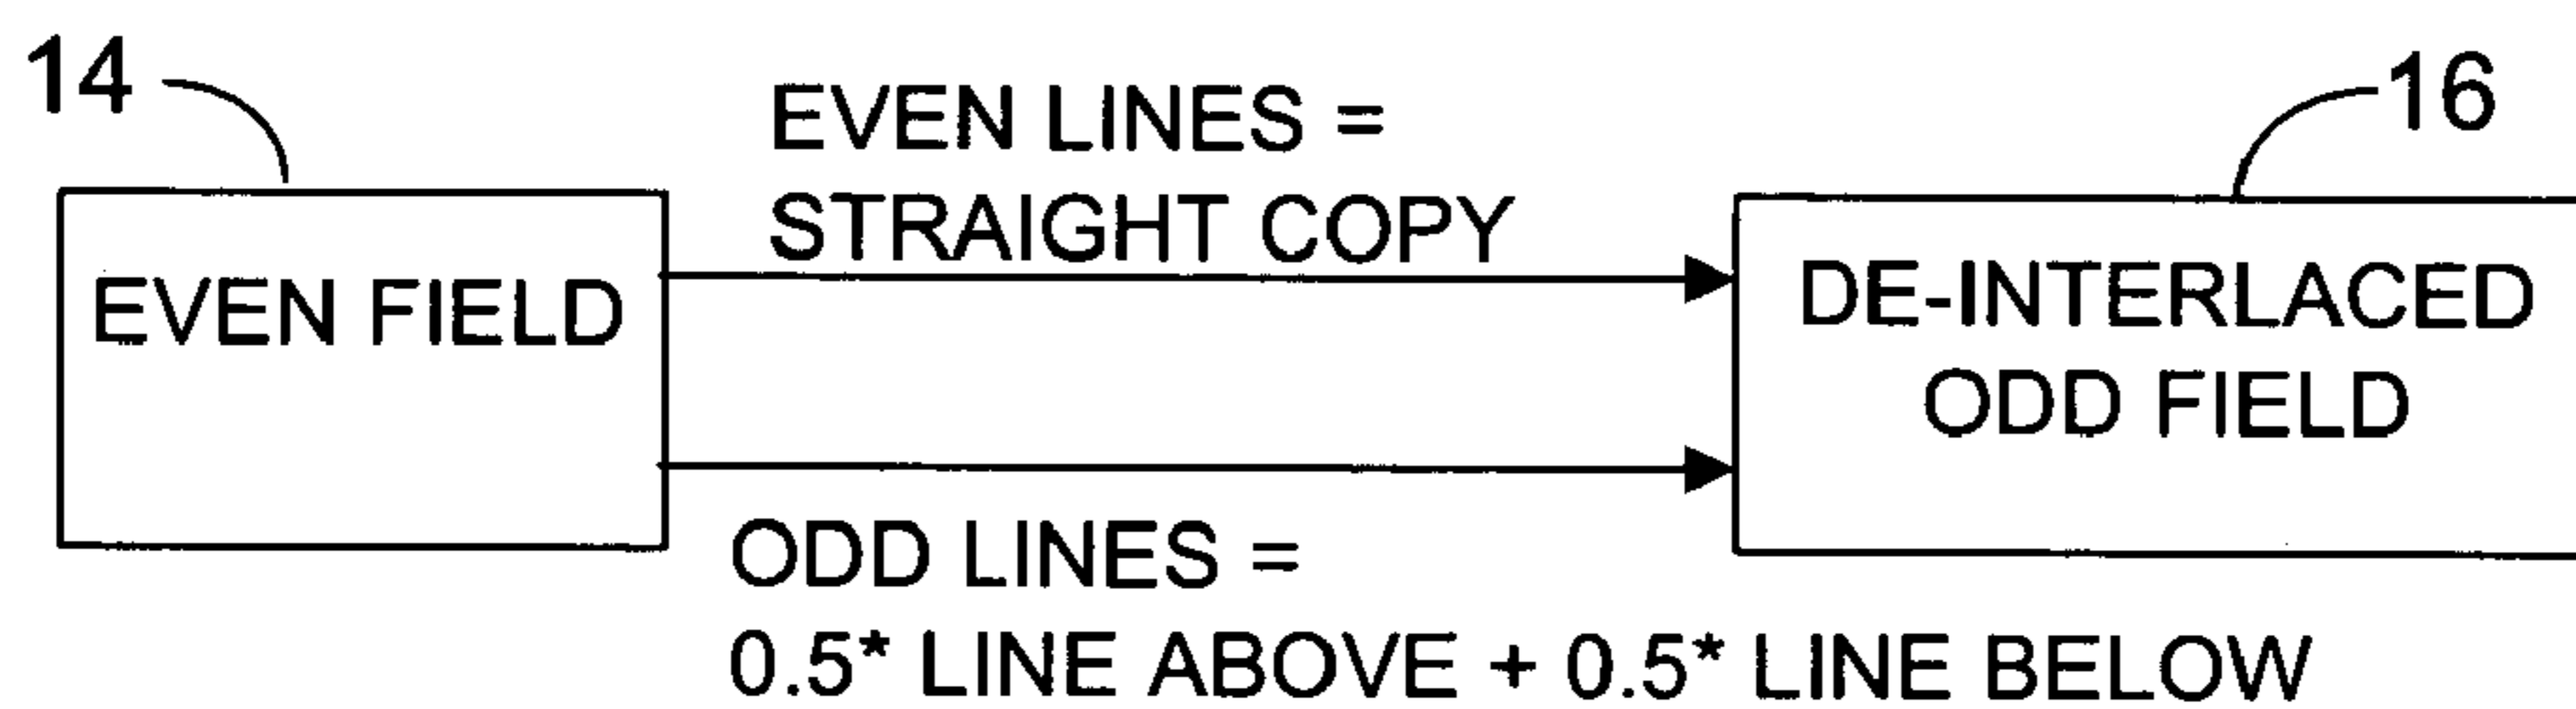 14
EVEN LINES =
STRAIGHT COPY
16
EVEN FIELD
DE-INTERLACED
ODD FIELD
ODD LINES =
0.5* LINE ABOVE + 0.5* LINE BELOW